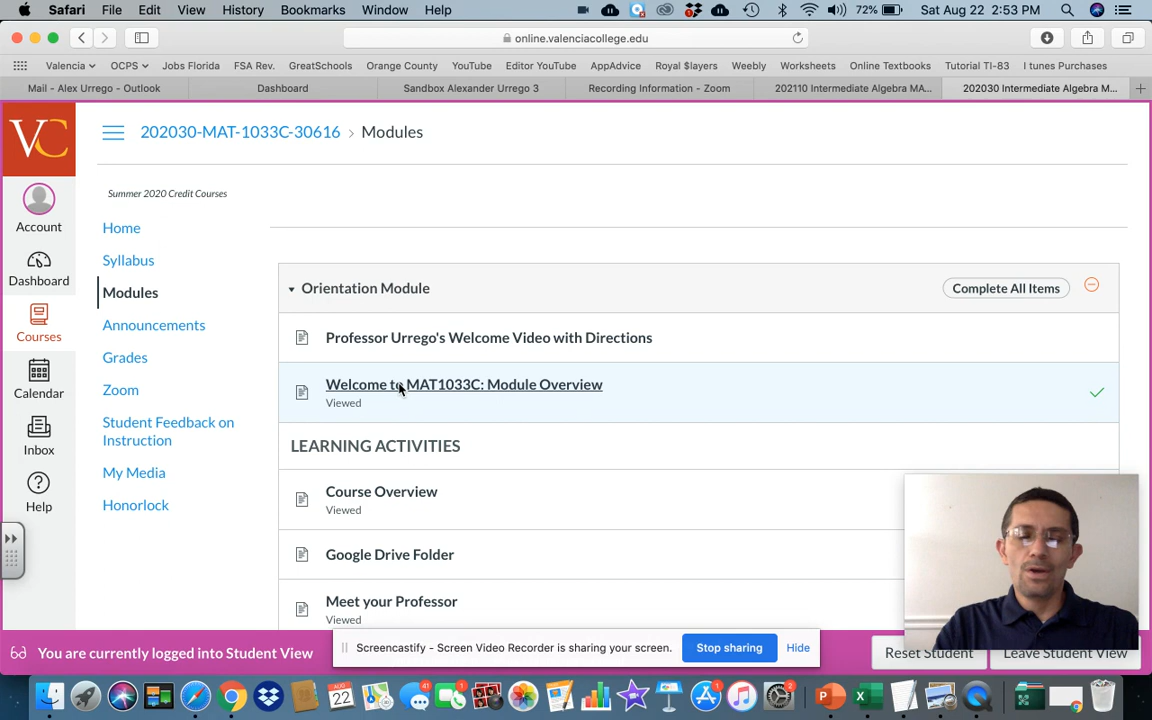 Safari File Edit View History Bookmarks Window Help 72% Sat Aug 22 2:53 PM
online.valenciacollege.edu
Valencia OCPS Jobs Florida FSA Rev. GreatSchools Orange County YouTube Editor YouTube AppAdvice Royal $layers Weebly Worksheets Online Textbooks Tutorial TI-83 I tunes Purchases
Mail - Alex Urrego - Outlook Dashboard Sandbox Alexander Urrego 3 Recording Information - Zoom 202110 Intermediate Algebra MA... 202030 Intermediate Algebra M...
VC
202030-MAT-1033C-30616 › Modules
Summer 2020 Credit Courses
Account
Dashboard
Courses
Calendar
Inbox
Help
Home
Syllabus
Modules
Announcements
Grades
Zoom
Student Feedback on
Instruction
My Media
Honorlock
Orientation Module Complete All Items
Professor Urrego's Welcome Video with Directions
Welcome to MAT1033C: Module Overview
Viewed
LEARNING ACTIVITIES
Course Overview
Viewed
Google Drive Folder
Meet your Professor
Viewed
You are currently logged into Student View
Screencastify - Screen Video Recorder is sharing your screen. Stop sharing Hide
Reset Student Leave Student View
22 41 1 1 2